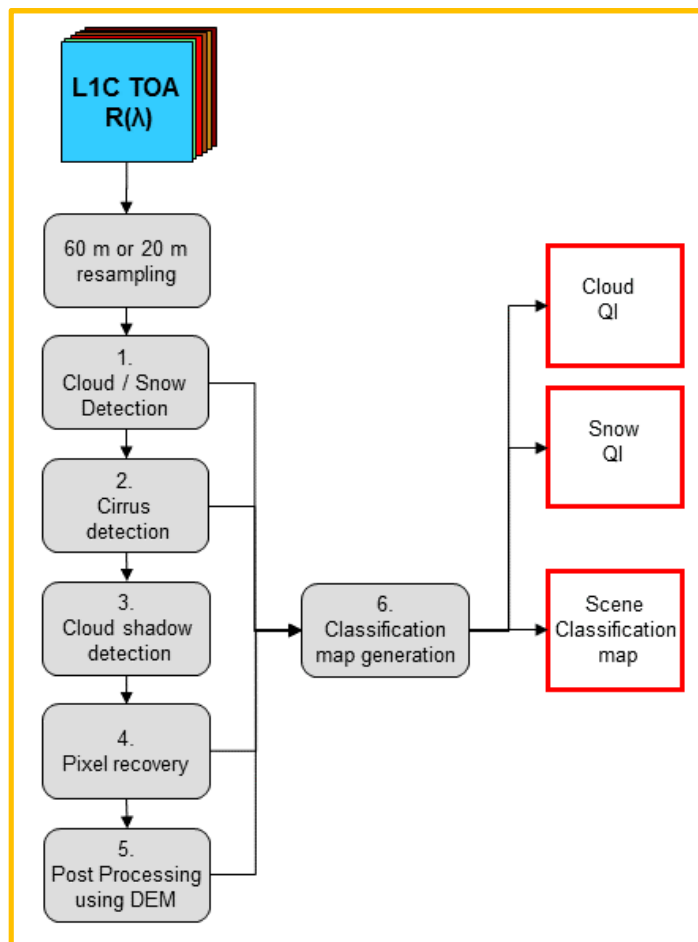 L1C TOA
R(λ)
60 m or 20 m
resampling
1.
Cloud / Snow
Detection
2.
Cirrus
detection
3.
Cloud shadow
detection
4.
Pixel recovery
5.
Post Processing
using DEM
6.
Classification
map generation
Cloud
QI
Snow
QI
Scene
Classification
map